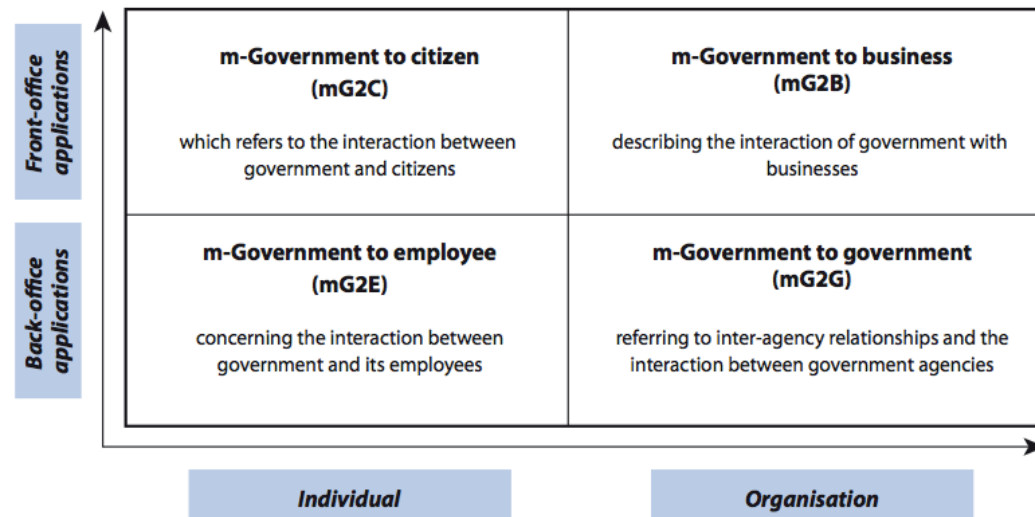 Front-office
applications
m-Government to citizen
(mG2C)
which refers to the interaction between
government and citizens
m-Government to business
(mG2B)
describing the interaction of government with
businesses
Back-office
applications
m-Government to employee
(mG2E)
concerning the interaction between
government and its employees
m-Government to government
(mG2G)
referring to inter-agency relationships and the
interaction between government agencies
Individual
Organisation